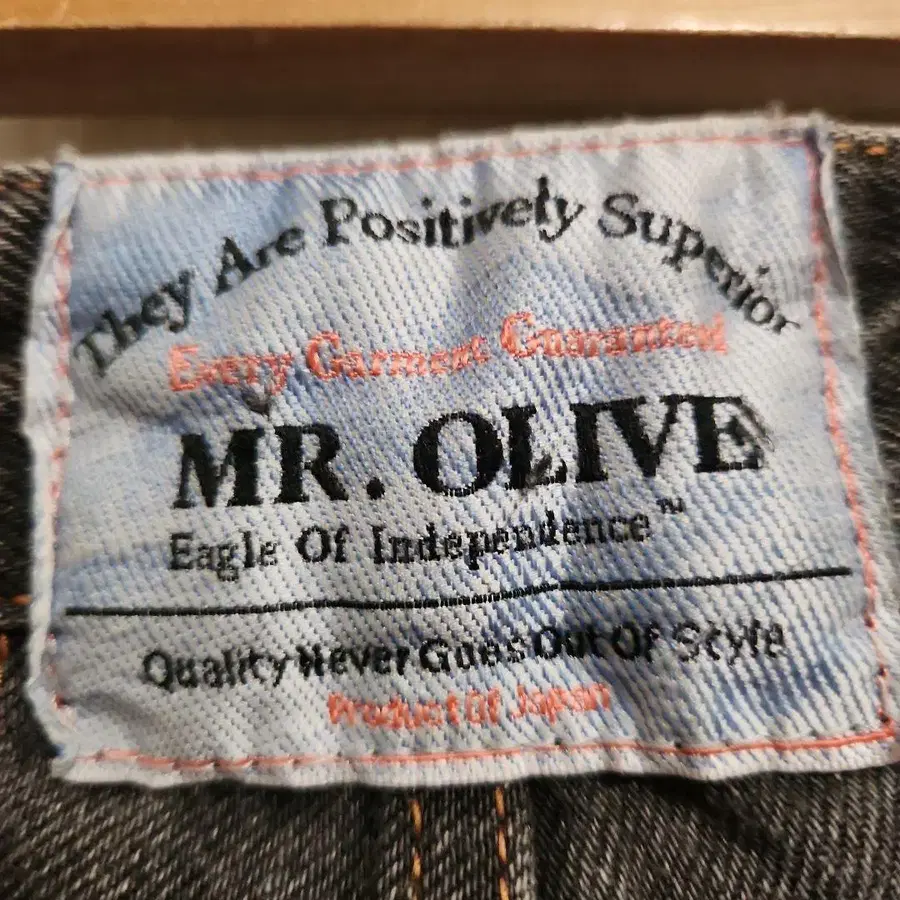 They Are Positively Superior
Every Garment Guaranteed
MR. OLIVE
Eagle Of Independence™
Quality Never Goes Out Of Style
Product Of Japan